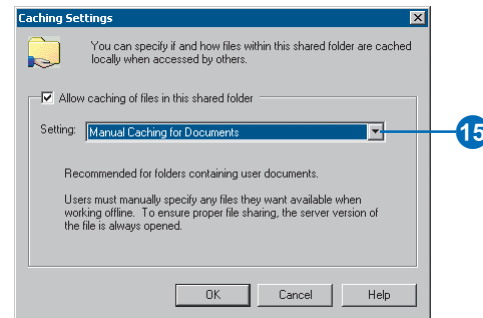 Caching Settings
You can specify if and how files within this shared folder are cached
locally when accessed by others.
Allow caching of files in this shared folder
Setting: Manual Caching for Documents
15
Recommended for folders containing user documents.
Users must manually specify any files they want available when
working offline. To ensure proper file sharing, the server version of
the file is always opened.
OK Cancel Help